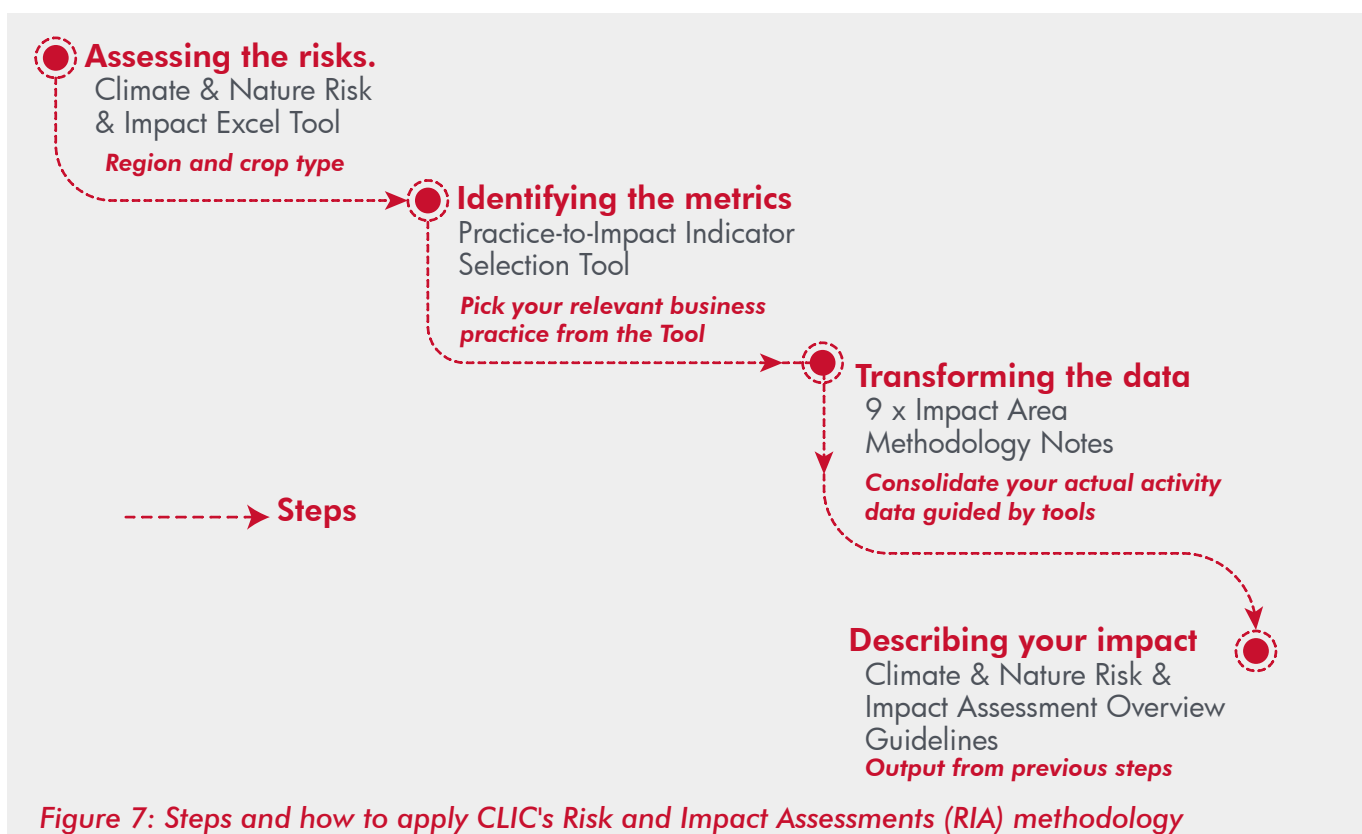 Assessing the risks.
Climate & Nature Risk
& Impact Excel Tool
Region and crop type
Identifying the metrics
Practice-to-Impact Indicator
Selection Tool
Pick your relevant business
practice from the Tool
Transforming the data
9 x Impact Area
Methodology Notes
Consolidate your actual activity
data guided by tools
Steps
Describing your impact
Climate & Nature Risk &
Impact Assessment Overview
Guidelines
Output from previous steps
Figure 7: Steps and how to apply CLIC's Risk and Impact Assessments (RIA) methodology